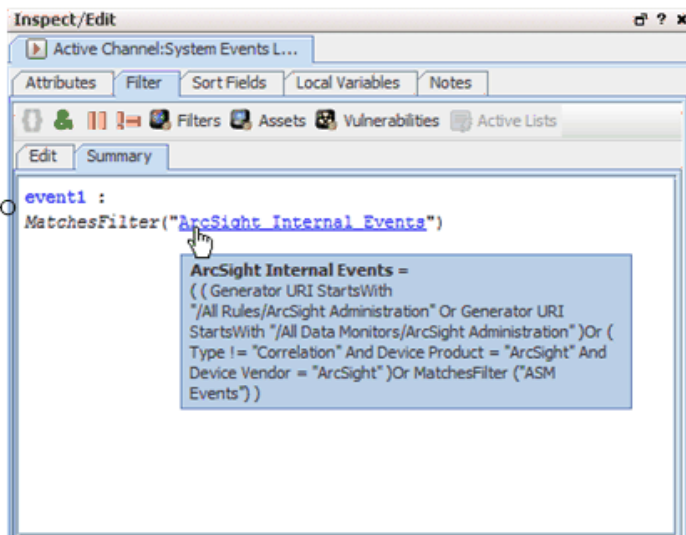 Inspect/Edit
Active Channel:System Events L...
Attributes Filter Sort Fields Local Variables Notes
Filters Assets Vulnerabilities Active Lists
Edit Summary
event1 :
MatchesFilter("ArcSight Internal Events")
ArcSight Internal Events =
( ( Generator URI StartsWith
"/All Rules/ArcSight Administration" Or Generator URI
StartsWith "/All Data Monitors/ArcSight Administration" )Or (
Type != "Correlation" And Device Product = "ArcSight" And
Device Vendor = "ArcSight" )Or MatchesFilter ("ASM
Events") )